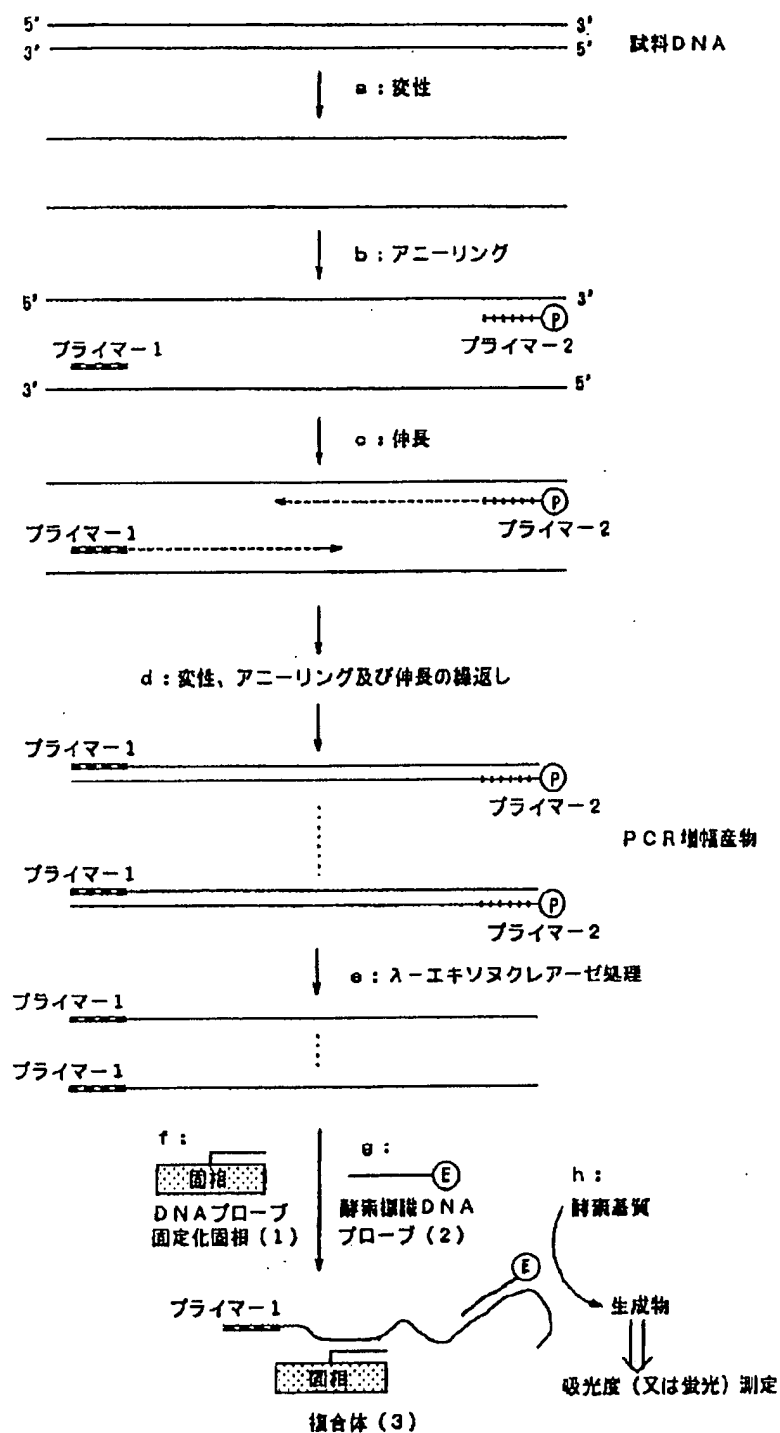 5' 3'
3' 5' 試料DNA
a：変性
b：アニーリング
5' 3'
P
プライマー1 プライマー2
3' 5'
c：伸長
P
プライマー1 プライマー2
d：変性、アニーリング及び伸長の繰返し
プライマー1
P
プライマー2
PCR増幅産物
プライマー1
P
プライマー2
e：λ－エキソヌクレアーゼ処理
プライマー1
プライマー1
f：
g：
h：
固相
E
DNAプローブ
固定化固相（1）
酵素標識DNA
プローブ（2）
酵素基質
E
プライマー1
生成物
固相
吸光度（又は蛍光）測定
複合体（3）